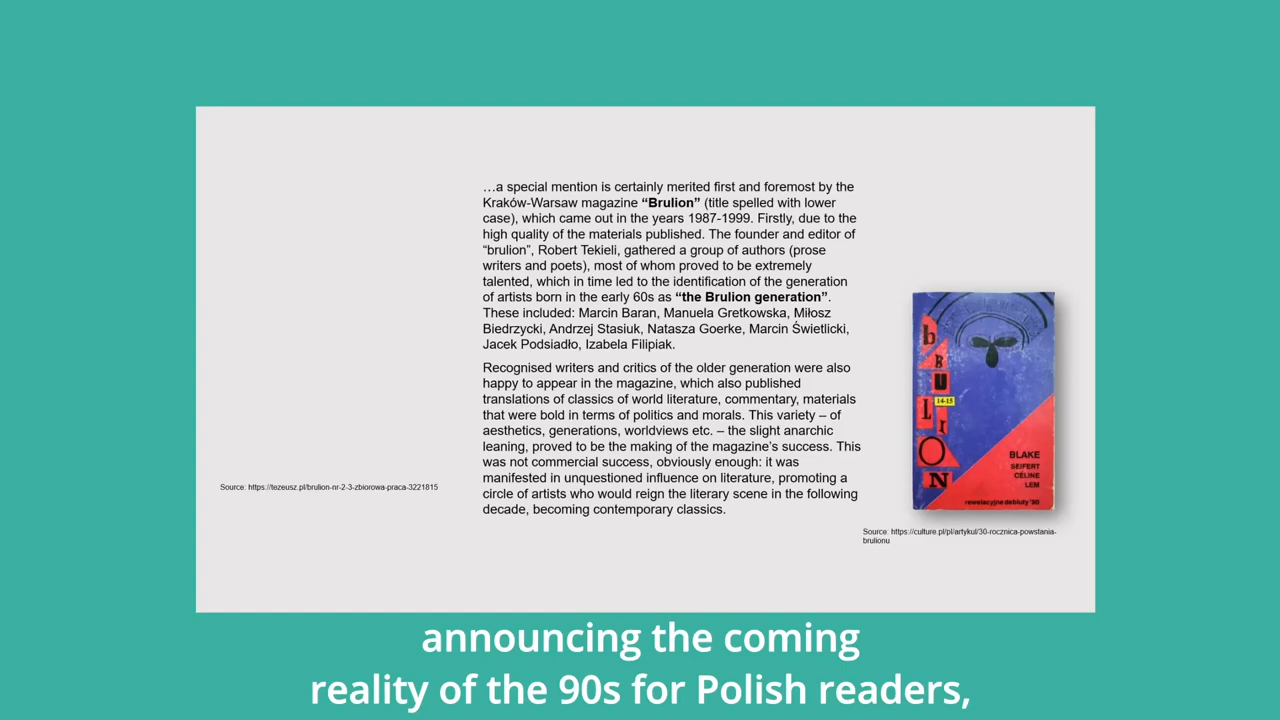 …a special mention is certainly merited first and foremost by the
Kraków-Warsaw magazine “Brulion” (title spelled with lower
case), which came out in the years 1987-1999. Firstly, due to the
high quality of the materials published. The founder and editor of
“brulion”, Robert Tekieli, gathered a group of authors (prose
writers and poets), most of whom proved to be extremely
talented, which in time led to the identification of the generation
of artists born in the early 60s as “the Brulion generation”.
These included: Marcin Baran, Manuela Gretkowska, Miłosz
Biedrzycki, Andrzej Stasiuk, Natasza Goerke, Marcin Świetlicki,
Jacek Podsiadło, Izabela Filipiak.
Recognised writers and critics of the older generation were also
happy to appear in the magazine, which also published
translations of classics of world literature, commentary, materials
that were bold in terms of politics and morals. This variety – of
aesthetics, generations, worldviews etc. – the slight anarchic
leaning, proved to be the making of the magazine’s success. This
was not commercial success, obviously enough: it was
manifested in unquestioned influence on literature, promoting a
circle of artists who would reign the literary scene in the following
decade, becoming contemporary classics.
Source: https://tezeusz.pl/brulion-nr-2-3-zbiorowa-praca-3221815
bRULION
14-15
BLAKE
SEIFERT
CÉLINE
LEM
rewelacyjne debiuty '90
Source: https://culture.pl/pl/artykul/30-rocznica-powstania-
brulionu
announcing the coming
reality of the 90s for Polish readers,